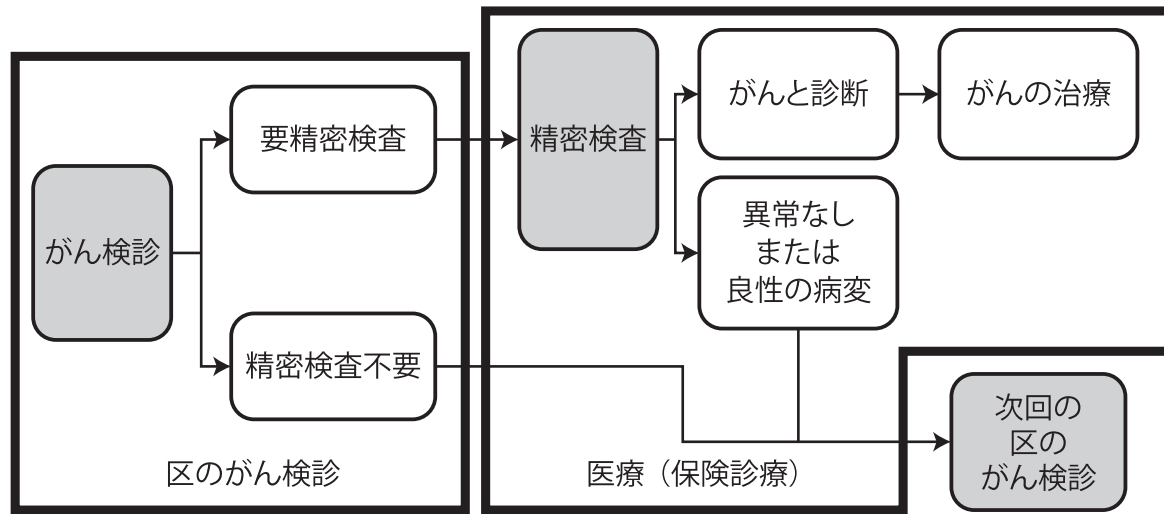 がん検診
要精密検査
精密検査不要
区のがん検診
精密検査
がんと診断
がんの治療
異常なし
または
良性の病変
医療（保険診療）
次回の
区の
がん検診